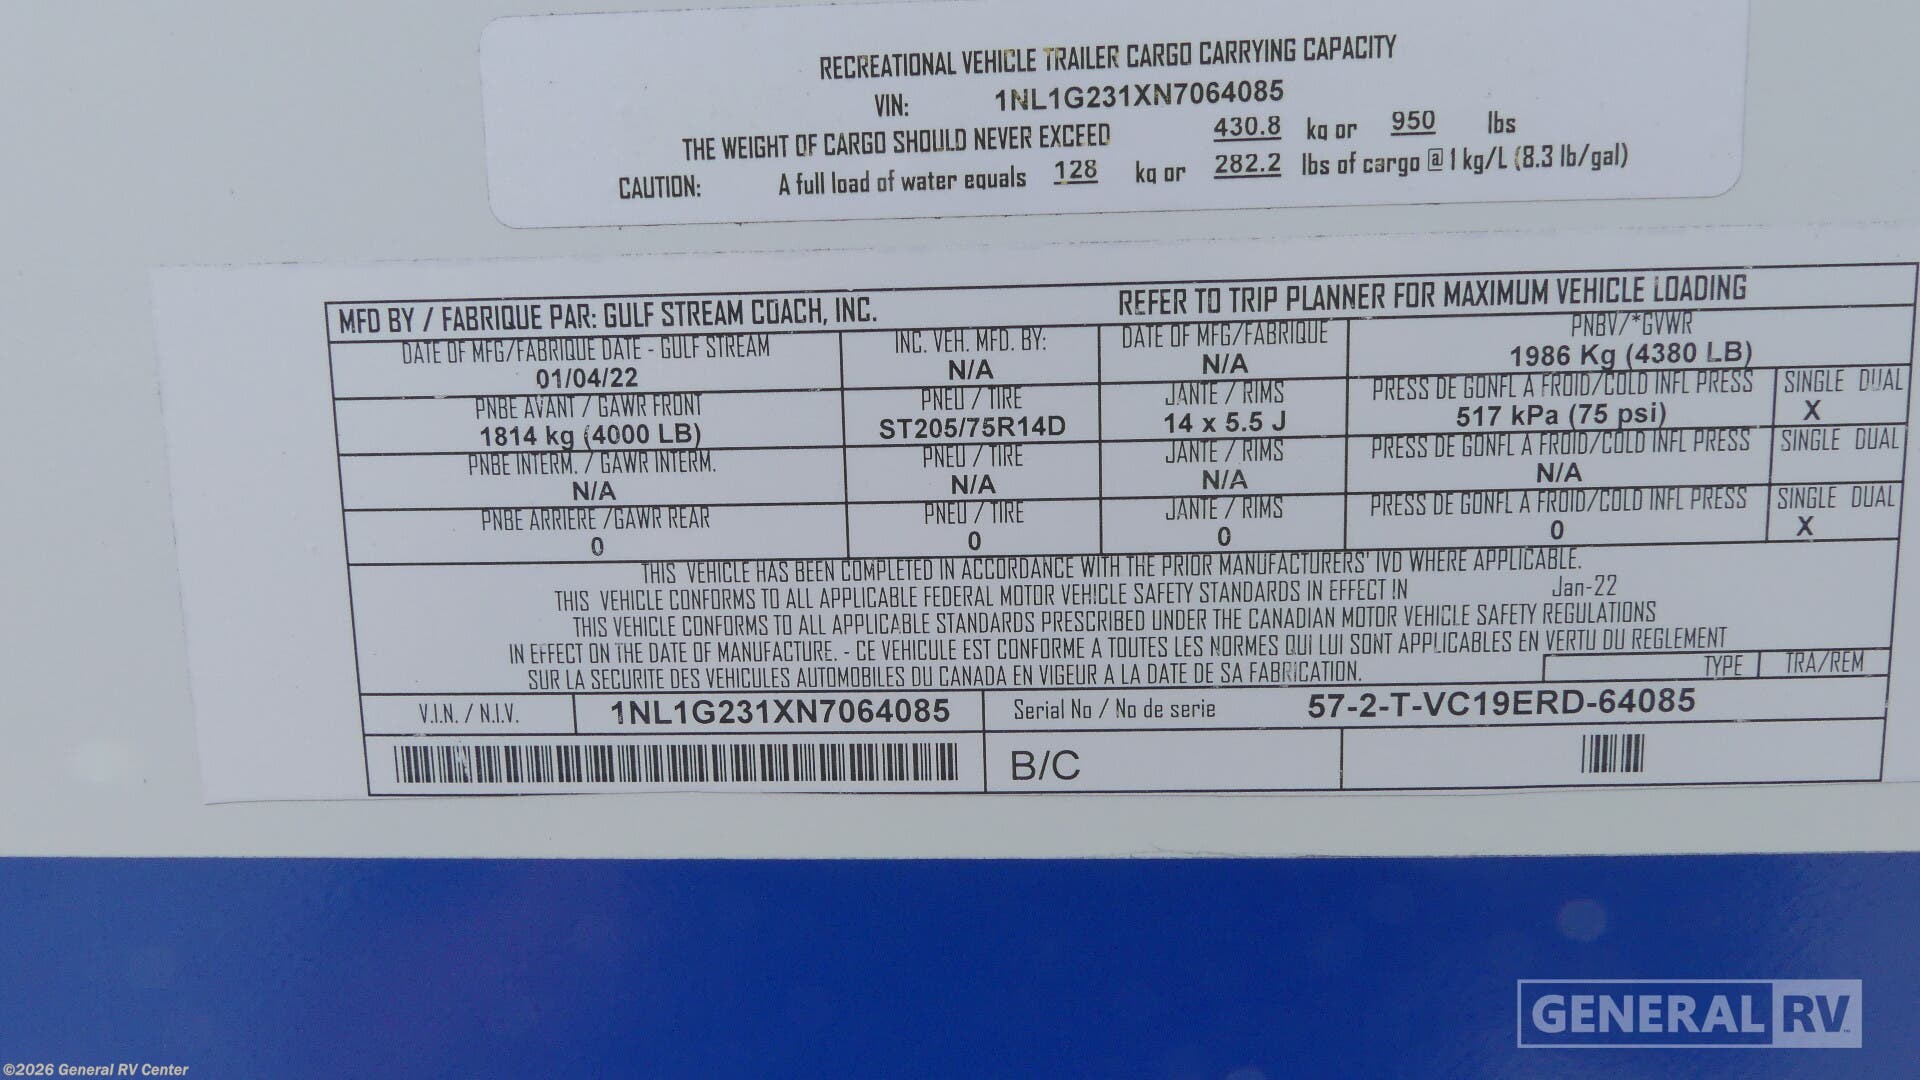 RECREATIONAL VEHICLE TRAILER CARGO CARRYING CAPACITY
VIN: 1NL1G231XN7064085
THE WEIGHT OF CARGO SHOULD NEVER EXCEED 430.8 kg or 950 lbs
CAUTION: A full load of water equals 128 kg or 282.2 lbs of cargo @ 1 kg/L (8.3 lb/gal)
MFD BY / FABRIQUE PAR: GULF STREAM COACH, INC. REFER TO TRIP PLANNER FOR MAXIMUM VEHICLE LOADING
DATE OF MFG/FABRIQUE DATE - GULF STREAM INC. VEH. MFD. BY: DATE OF MFG/FABRIQUE PNBV/*GVWR
01/04/22 N/A N/A 1986 Kg (4380 LB)
PNBE AVANT / GAWR FRONT PNEU / TIRE JANTE / RIMS PRESS DE GONFL A FROID/COLD INFL PRESS SINGLE DUAL
1814 kg (4000 LB) ST205/75R14D 14 x 5.5 J 517 kPa (75 psi) X
PNBE INTERM. / GAWR INTERM. PNEU / TIRE JANTE / RIMS PRESS DE GONFL A FROID/COLD INFL PRESS SINGLE DUAL
N/A N/A N/A N/A
PNBE ARRIERE /GAWR REAR PNEU / TIRE JANTE / RIMS PRESS DE GONFL A FROID/COLD INFL PRESS SINGLE DUAL
0 0 0 0 X
THIS VEHICLE HAS BEEN COMPLETED IN ACCORDANCE WITH THE PRIOR MANUFACTURERS' IVD WHERE APPLICABLE.
THIS VEHICLE CONFORMS TO ALL APPLICABLE FEDERAL MOTOR VEHICLE SAFETY STANDARDS IN EFFECT IN Jan-22
THIS VEHICLE CONFORMS TO ALL APPLICABLE STANDARDS PRESCRIBED UNDER THE CANADIAN MOTOR VEHICLE SAFETY REGULATIONS
IN EFFECT ON THE DATE OF MANUFACTURE. - CE VEHICULE EST CONFORME A TOUTES LES NORMES QUI LUI SONT APPLICABLES EN VERTU DU REGLEMENT
SUR LA SECURITE DES VEHICULES AUTOMOBILES DU CANADA EN VIGEUR A LA DATE DE SA FABRICATION. TYPE TRA/REM
V.I.N. / N.I.V. 1NL1G231XN7064085 Serial No / No de serie 57-2-T-VC19ERD-64085
B/C
GENERAL RV
©2026 General RV Center